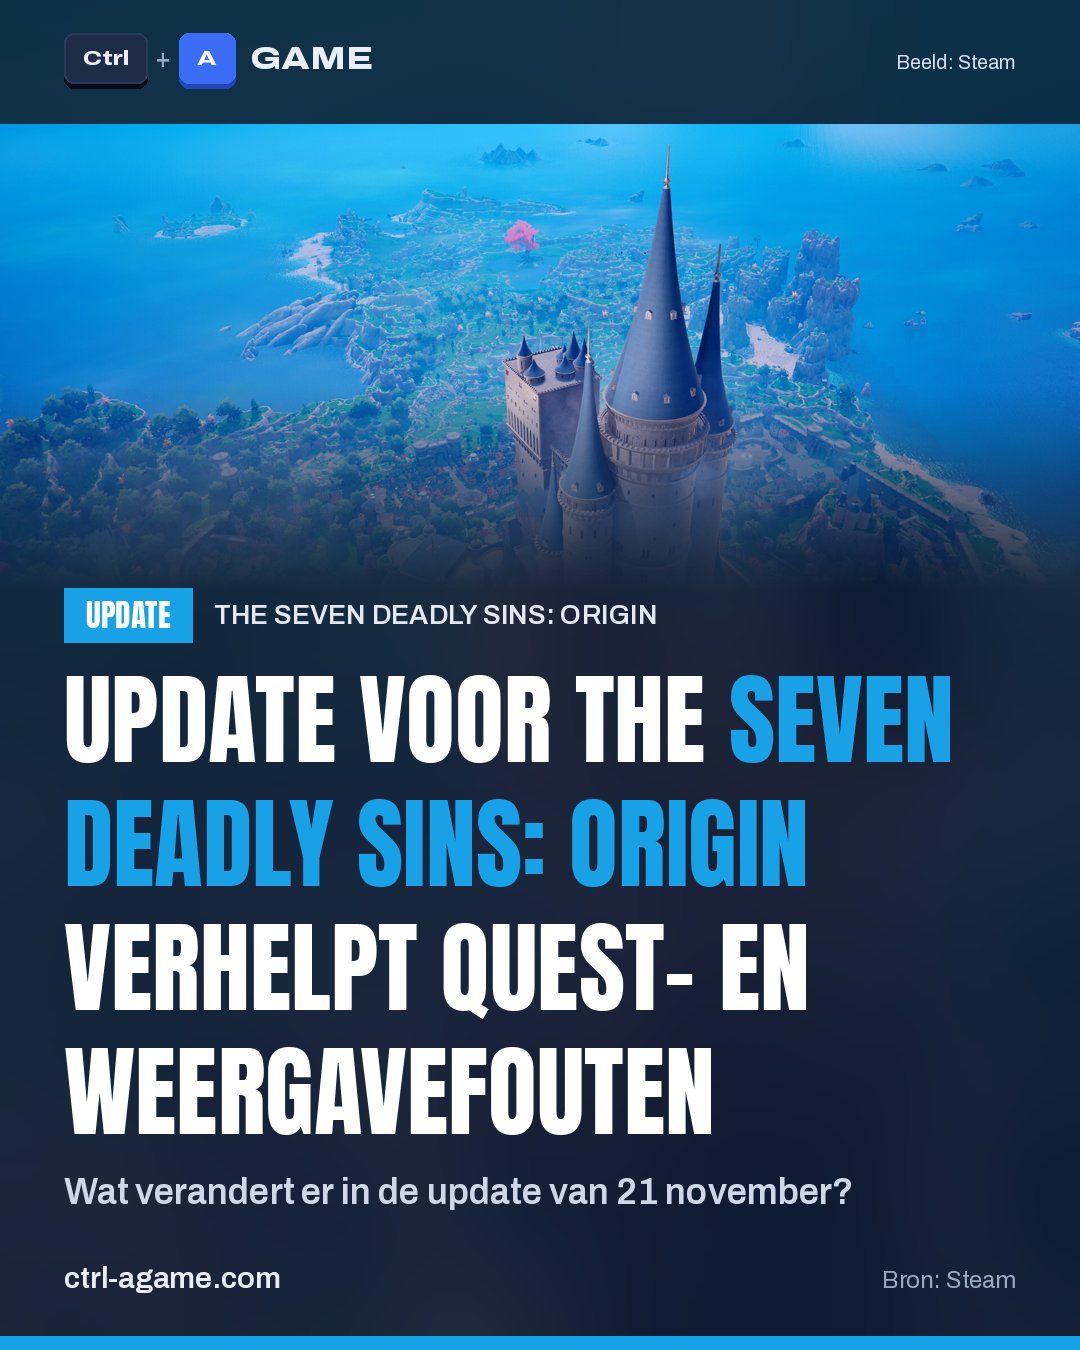 Ctrl + A GAME
Beeld: Steam
UPDATE THE SEVEN DEADLY SINS: ORIGIN
UPDATE VOOR THE SEVEN
DEADLY SINS: ORIGIN
VERHELPT QUEST- EN
WEERGAVEFOUTEN
Wat verandert er in de update van 21 november?
ctrl-agame.com
Bron: Steam